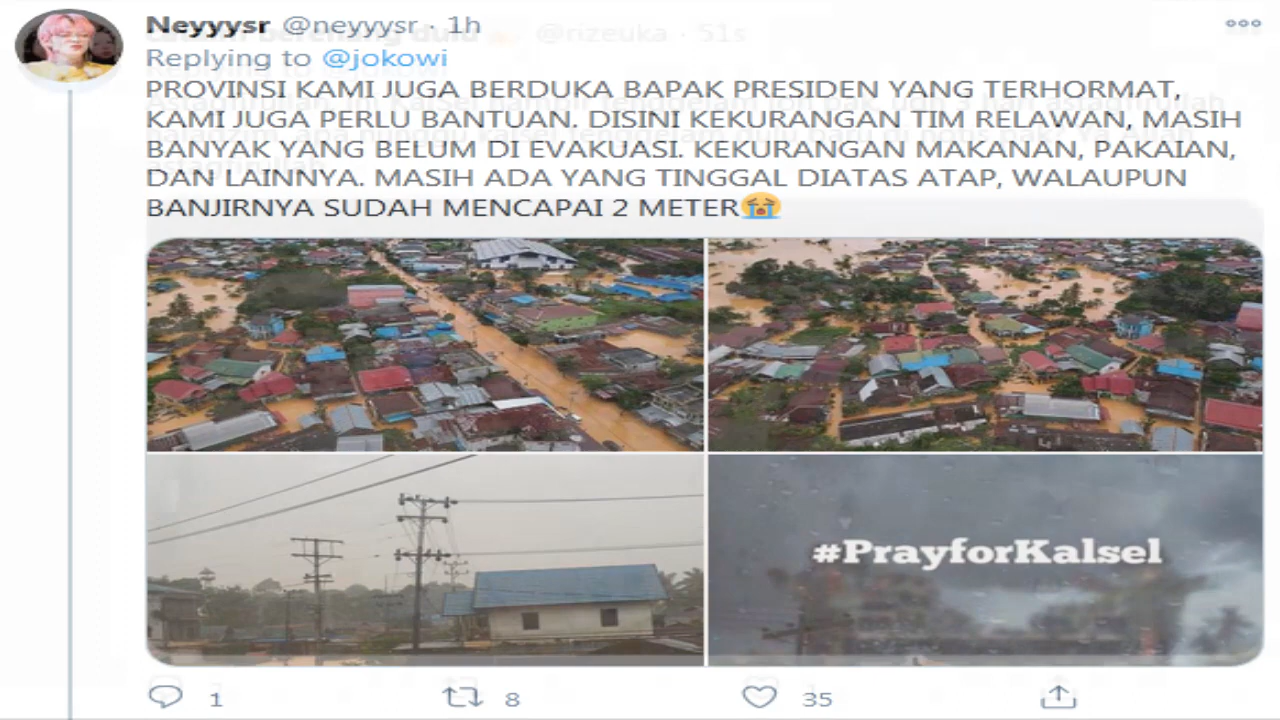 Neyyysr @neyyysr · 1h
Replying to @jokowi
PROVINSI KAMI JUGA BERDUKA BAPAK PRESIDEN YANG TERHORMAT,
KAMI JUGA PERLU BANTUAN. DISINI KEKURANGAN TIM RELAWAN, MASIH
BANYAK YANG BELUM DI EVAKUASI. KEKURANGAN MAKANAN, PAKAIAN,
DAN LAINNYA. MASIH ADA YANG TINGGAL DIATAS ATAP, WALAUPUN
BANJIRNYA SUDAH MENCAPAI 2 METER😭
#PrayforKalsel
1 8 35